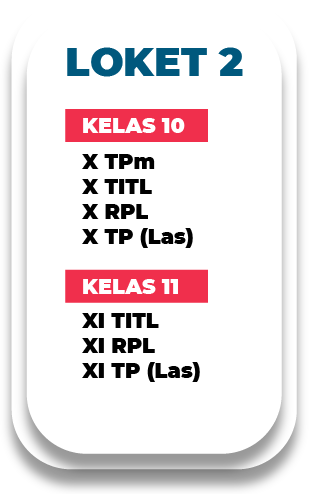 LOKET 2
KELAS 10
X TPm
X TITL
X RPL
X TP (Las)
KELAS 11
XI TITL
XI RPL
XI TP (Las)